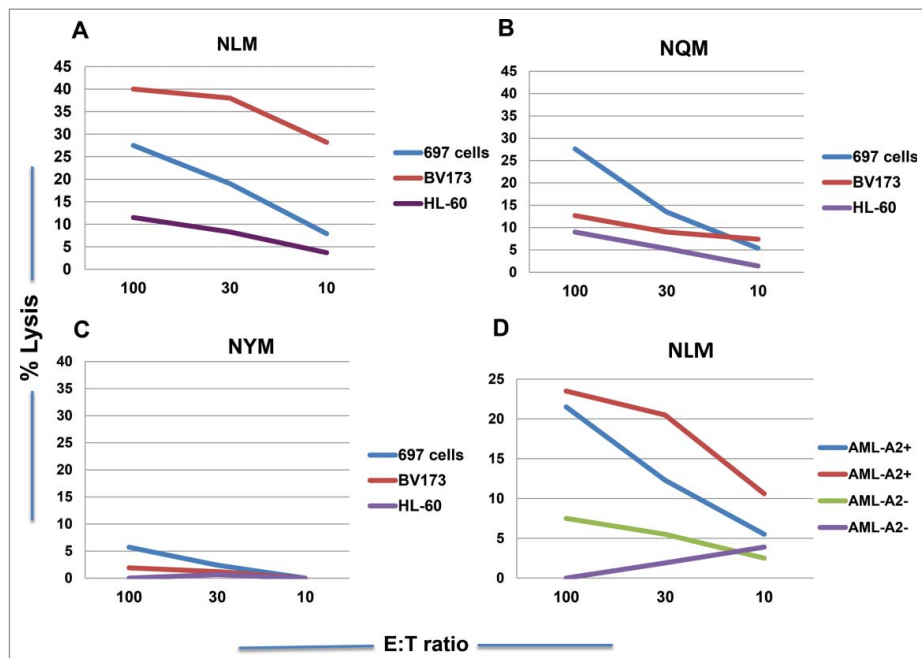 A
NLM
45
40
35
30
25
20
15
10
5
0
100 30 10
697 cells
BV173
HL-60
B
NQM
45
40
35
30
25
20
15
10
5
0
100 30 10
697 cells
BV173
HL-60
% Lysis
C
NYM
40
35
30
25
20
15
10
5
0
100 30 10
697 cells
BV173
HL-60
D
NLM
25
20
15
10
5
0
100 30 10
AML-A2+
AML-A2+
AML-A2-
AML-A2-
E:T ratio